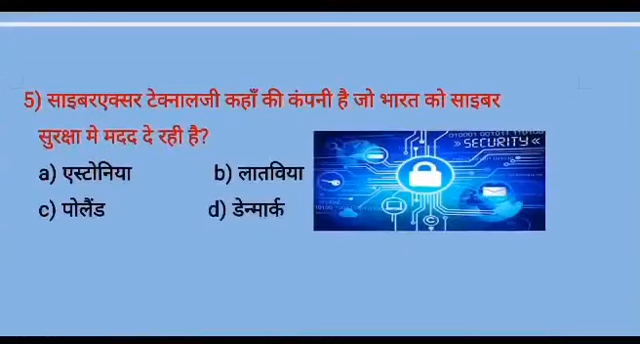 5) साइबरएक्सर टेक्नालजी कहाँ की कंपनी है जो भारत को साइबर
सुरक्षा मे मदद दे रही है?
a) एस्टोनिया b) लातविया
c) पोलैंड d) डेन्मार्क
» SECURITY «